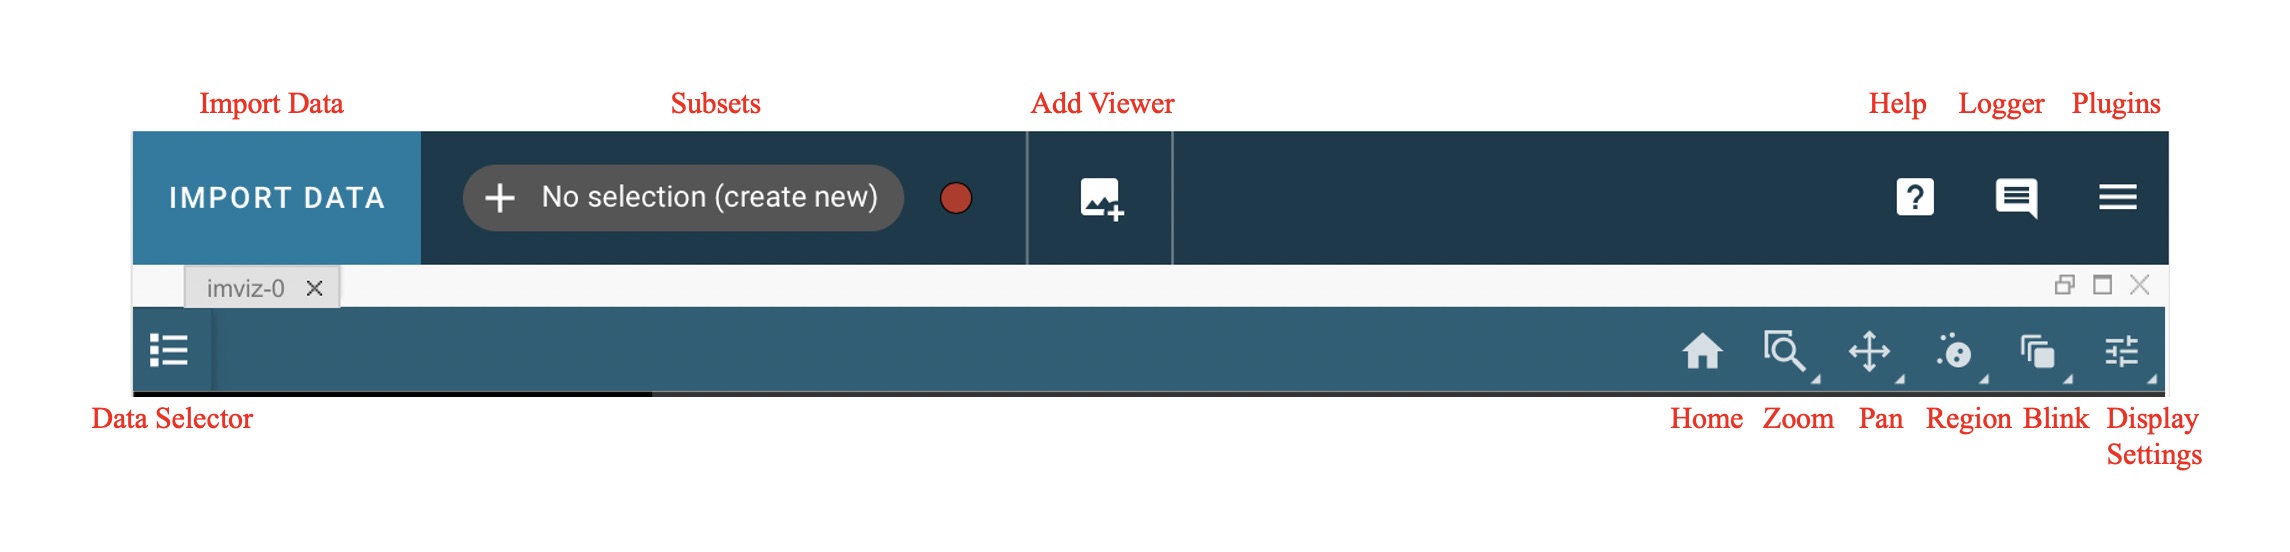 Import Data
Subsets
Add Viewer
Help
Logger
Plugins
IMPORT DATA
No selection (create new)
imviz-0
Data Selector
Home
Zoom
Pan
Region
Blink
Display
Settings